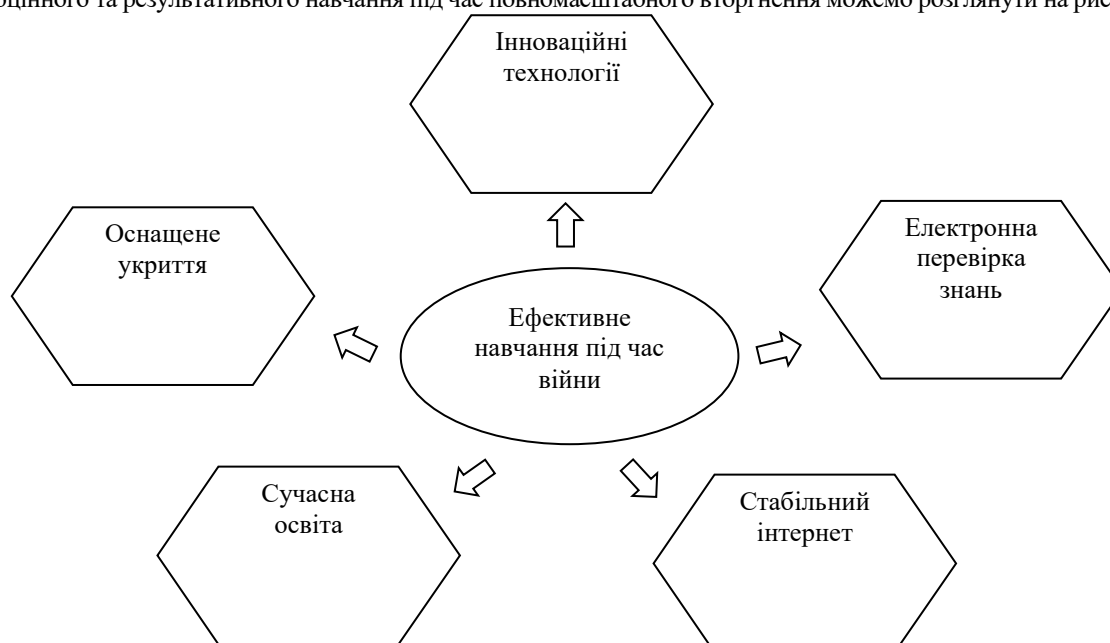 та результативного навчання під час повномасштабного вторгнення можемо розглянути на
Інноваційні
технології
Оснащене
укриття
Електронна
перевірка
знань
Ефективне
навчання під час
війни
Сучасна
освіта
Стабільний
інтернет